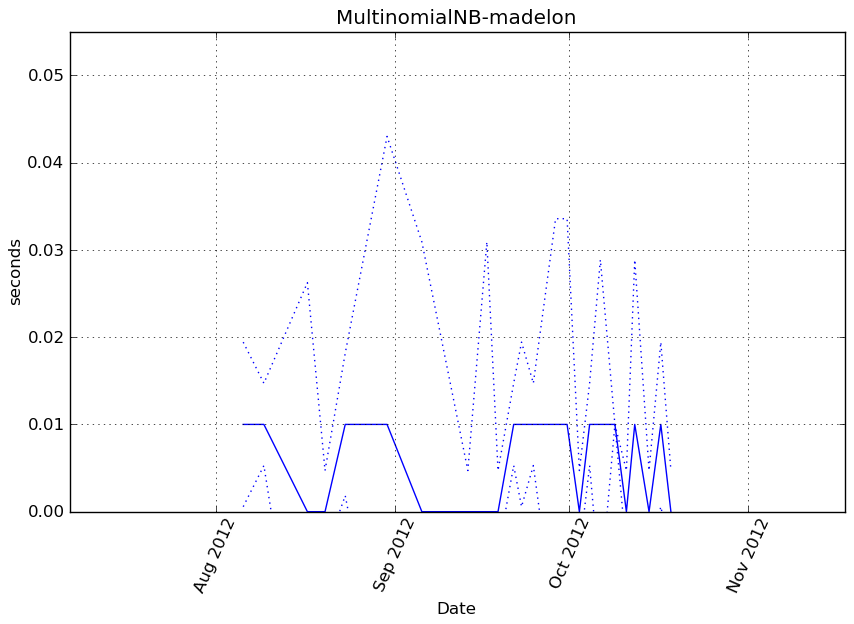 MultinomialNB-madelon
0.05
0.04
0.03
0.02
0.01
0.00
seconds
Aug 2012
Sep 2012
Oct 2012
Nov 2012
Date